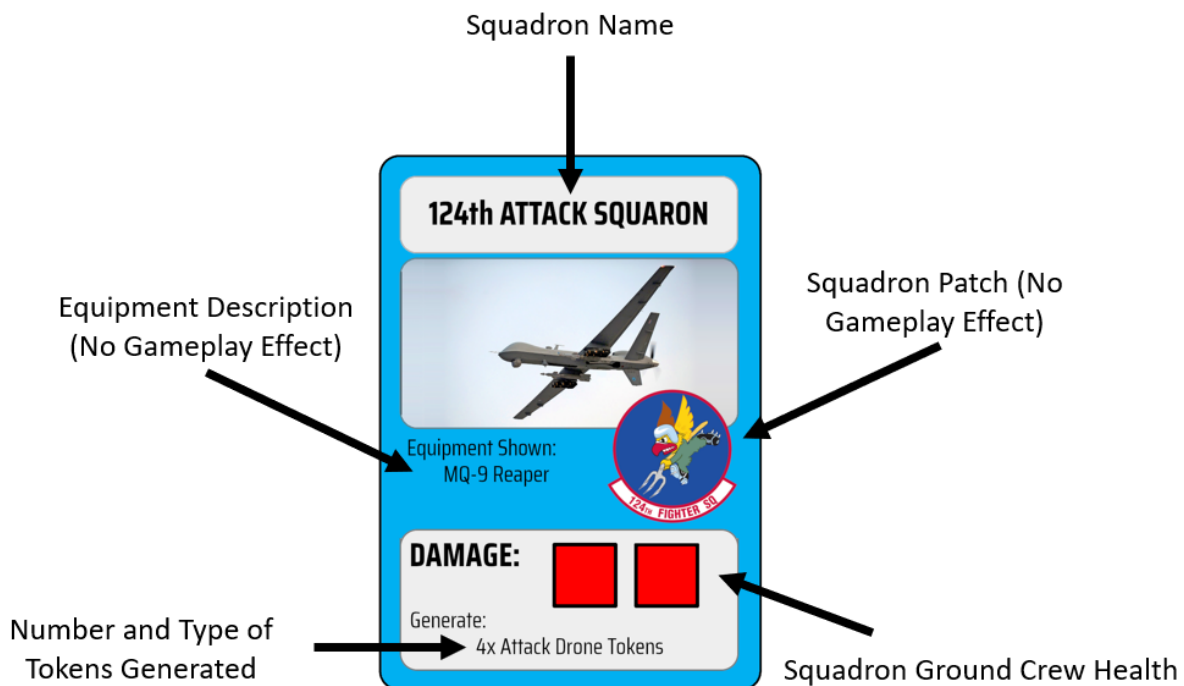 Squadron Name
124th ATTACK SQUARON
Equipment Description
(No Gameplay Effect)
Squadron Patch (No
Gameplay Effect)
Equipment Shown:
MQ-9 Reaper
124TH FIGHTER SQ
DAMAGE:
Generate:
4x Attack Drone Tokens
Number and Type of
Tokens Generated
Squadron Ground Crew Health